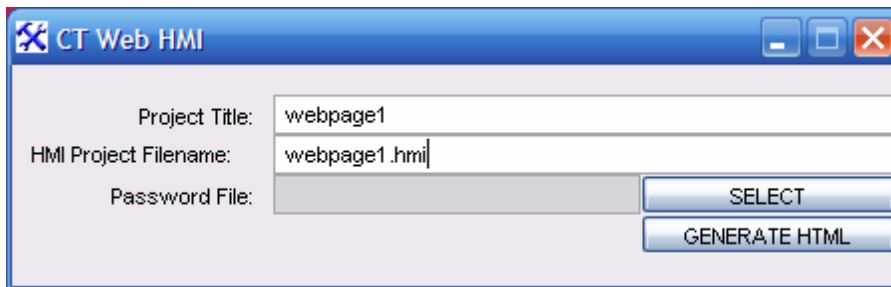 CT Web HMI
Project Title: webpage1
HMI Project Filename: webpage1.hmi
Password File: SELECT
GENERATE HTML